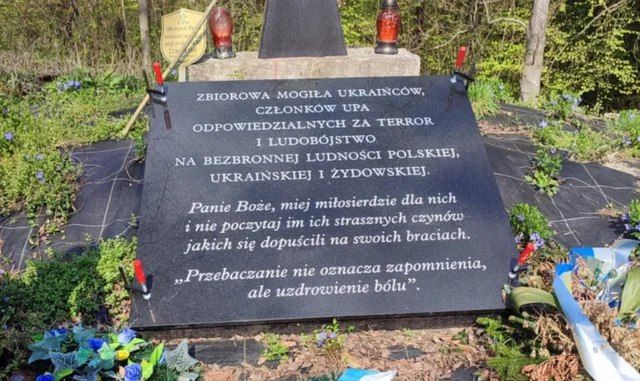 ZBIOROWA MOGIŁA UKRAIŃCÓW,
CZŁONKÓW UPA
ODPOWIEDZIALNYCH ZA TERROR
I LUDOBÓJSTWO
NA BEZBRONNEJ LUDNOŚCI POLSKIEJ,
UKRAIŃSKIEJ I ŻYDOWSKIEJ.
Panie Boże, miej miłosierdzie dla nich
i nie poczytaj im ich strasznych czynów
jakich się dopuścili na swoich braciach.
„Przebaczanie nie oznacza zapomnienia,
ale uzdrowienie bólu”.